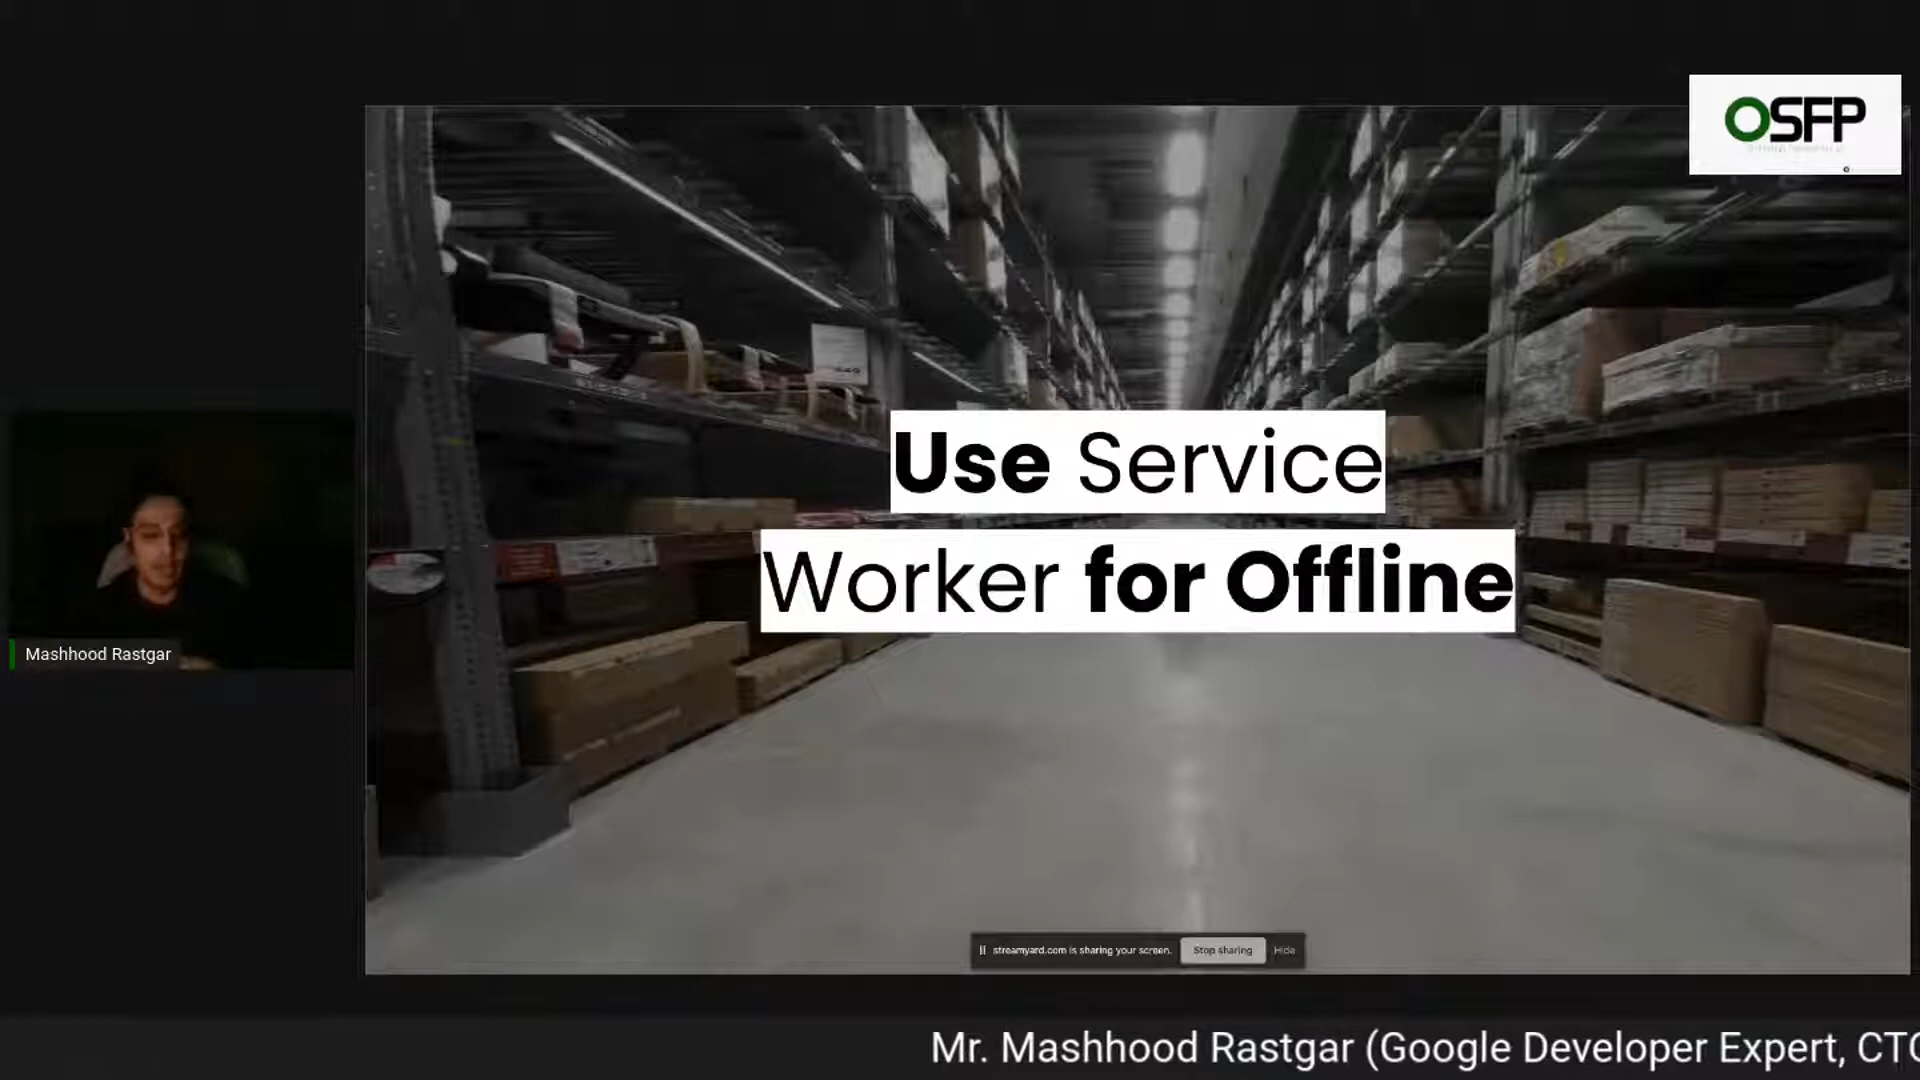 OSFP
Use Service
Worker for Offline
Mashhood Rastgar
streamyard.com is sharing your screen.
Stop sharing
Hide
Mr. Mashhood Rastgar (Google Developer Expert, CTO